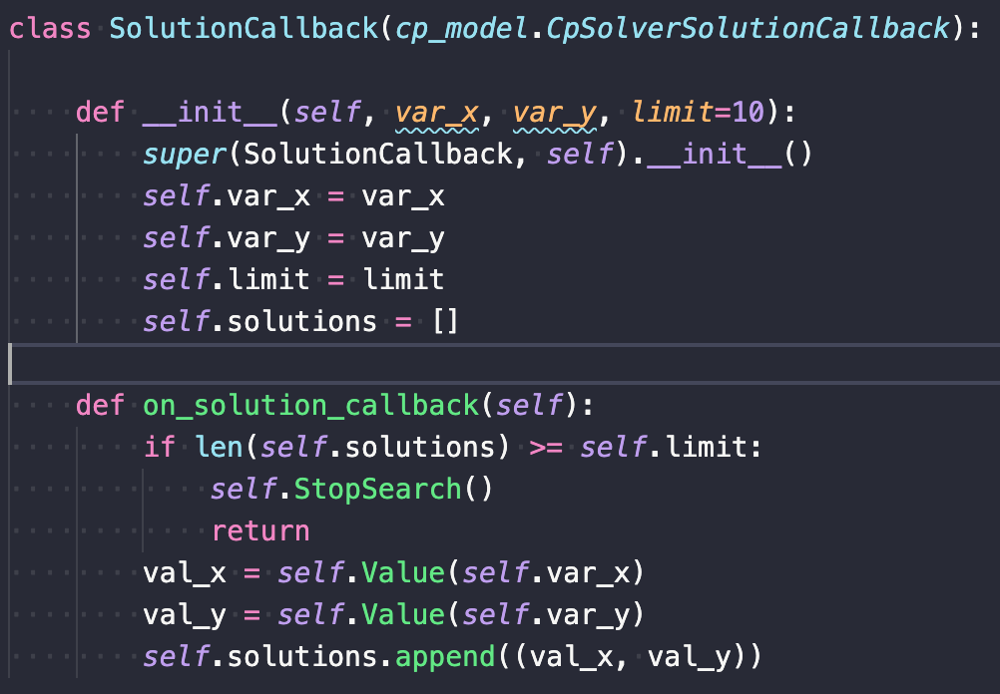 class SolutionCallback(cp_model.CpSolverSolutionCallback):

    def __init__(self, var_x, var_y, limit=10):
        super(SolutionCallback, self).__init__()
        self.var_x = var_x
        self.var_y = var_y
        self.limit = limit
        self.solutions = []

    def on_solution_callback(self):
        if len(self.solutions) >= self.limit:
            self.StopSearch()
            return
        val_x = self.Value(self.var_x)
        val_y = self.Value(self.var_y)
        self.solutions.append((val_x, val_y))